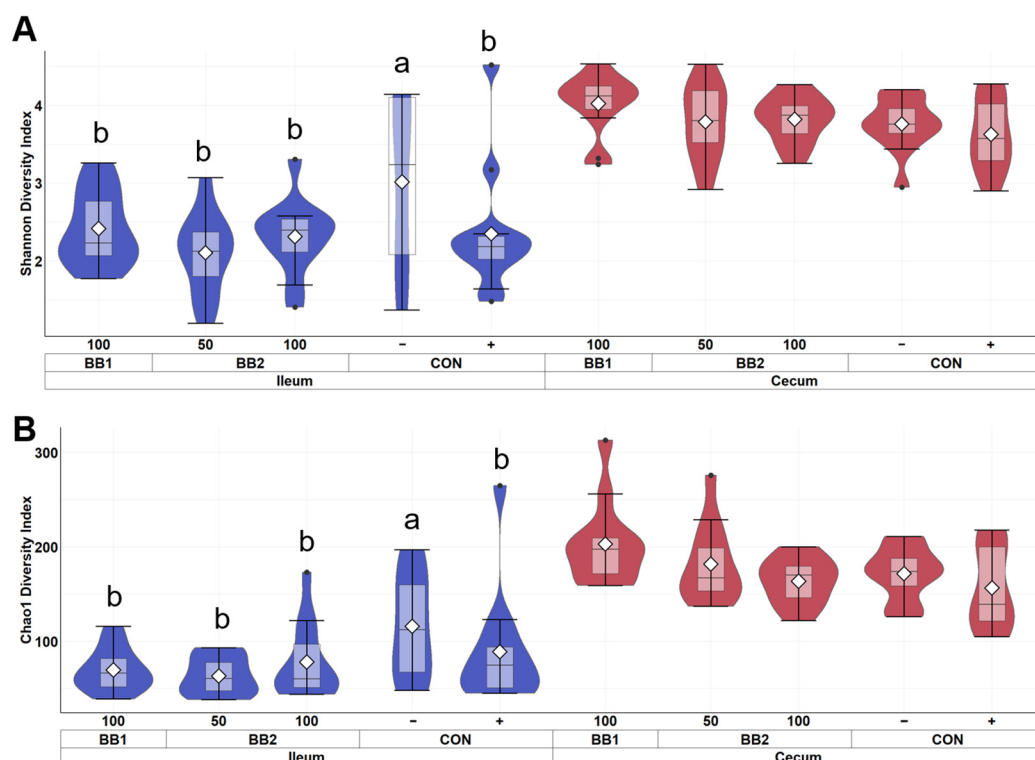 A
b
a
b
b
b
Shannon Diversity Index
4
3
2
100 50 100 − + 100 50 100 − +
BB1 BB2 CON BB1 BB2 CON
Ileum Cecum
B
300
200
100
Chao1 Diversity Index
b
a
b
b
b
100 50 100 − + 100 50 100 − +
BB1 BB2 CON BB1 BB2 CON
Ileum Cecum